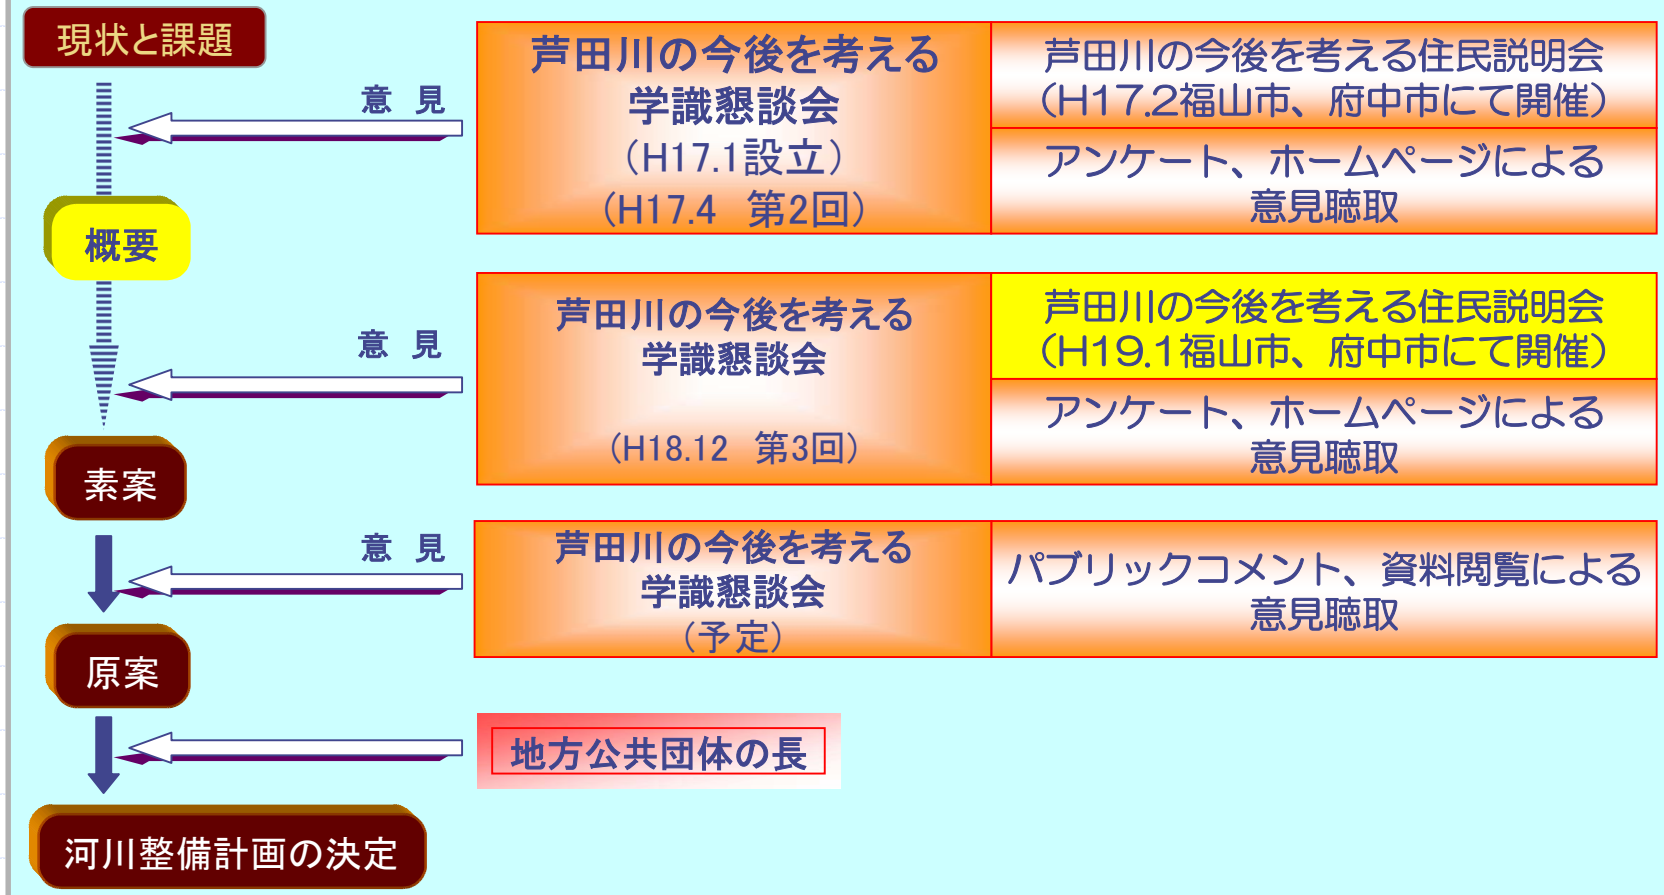 現状と課題
意 見
芦田川の今後を考える
学識懇談会
（H17.1設立）
（H17.4　第2回）
芦田川の今後を考える住民説明会
（H17.2福山市、府中市にて開催）
アンケート、ホームページによる
意見聴取
概要
意 見
芦田川の今後を考える
学識懇談会
（H18.12　第3回）
芦田川の今後を考える住民説明会
（H19.1福山市、府中市にて開催）
アンケート、ホームページによる
意見聴取
素案
意 見
芦田川の今後を考える
学識懇談会
（予定）
パブリックコメント、資料閲覧による
意見聴取
原案
地方公共団体の長
河川整備計画の決定